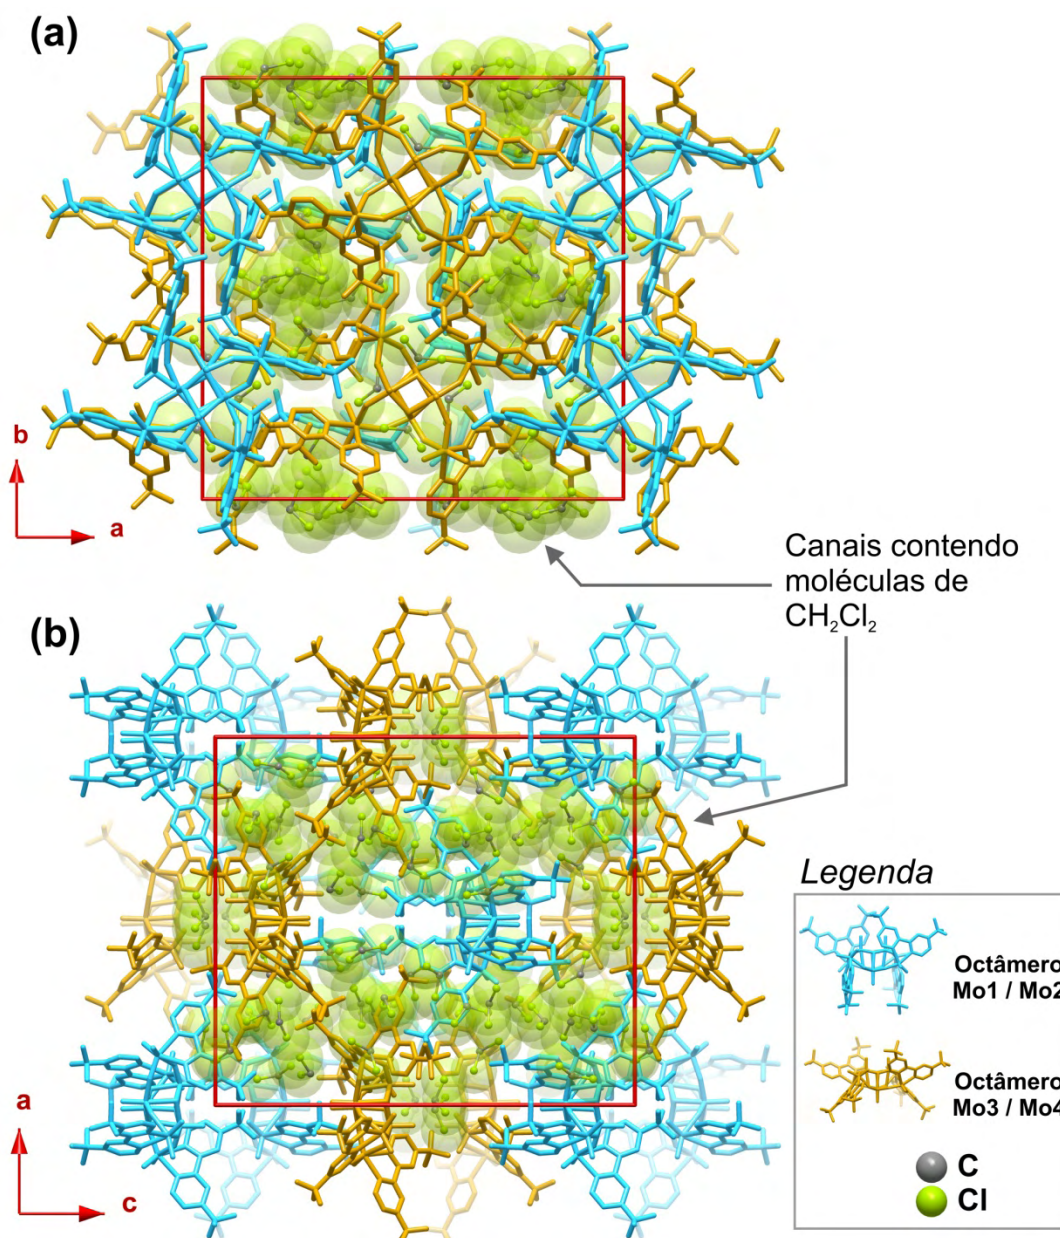 (a)
b
a
Canais contendo
moléculas de
CH₂Cl₂
(b)
a
c
Legenda
Octâmero
Mo1 / Mo2
Octâmero
Mo3 / Mo4
C
Cl